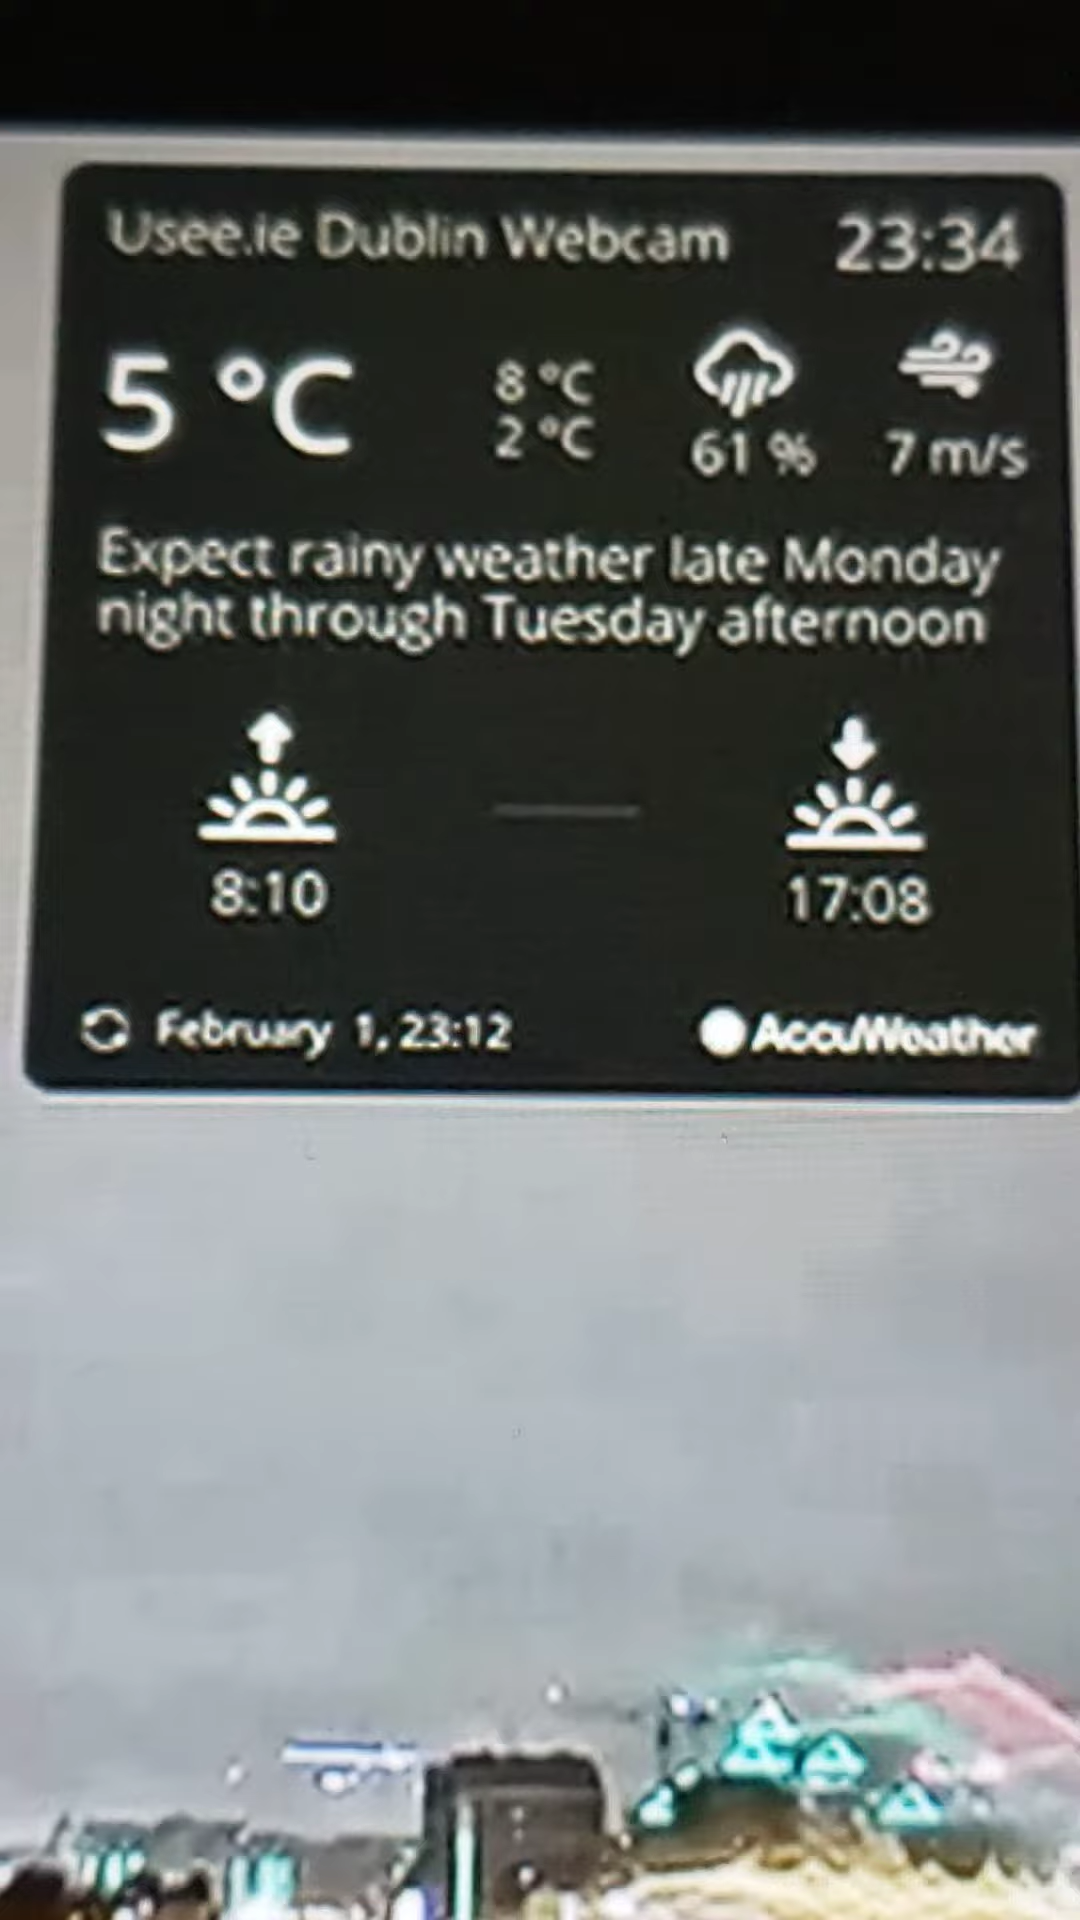 Usee.ie Dublin Webcam 23:34
5 °C 8 °C 61 % 7 m/s
2 °C
Expect rainy weather late Monday
night through Tuesday afternoon
8:10 17:08
February 1, 23:12 AccuWeather